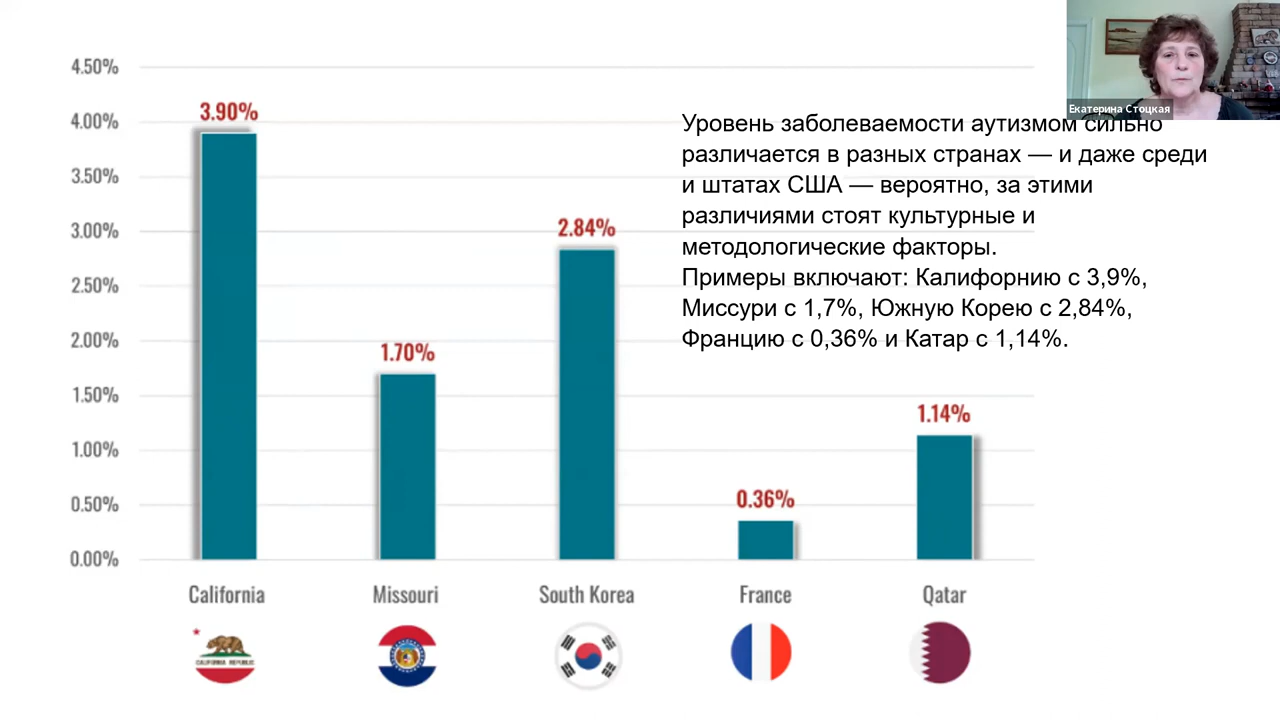 Екатерина Стоцкая
4.50%
4.00%
3.50%
3.00%
2.50%
2.00%
1.50%
1.00%
0.50%
0.00%
3.90%
1.70%
2.84%
0.36%
1.14%
Уровень заболеваемости аутизмом сильно
различается в разных странах — и даже среди
и штатах США — вероятно, за этими
различиями стоят культурные и
методологические факторы.
Примеры включают: Калифорнию с 3,9%,
Миссури с 1,7%, Южную Корею с 2,84%,
Францию с 0,36% и Катар с 1,14%.
California
Missouri
South Korea
France
Qatar
CALIFORNIA REPUBLIC